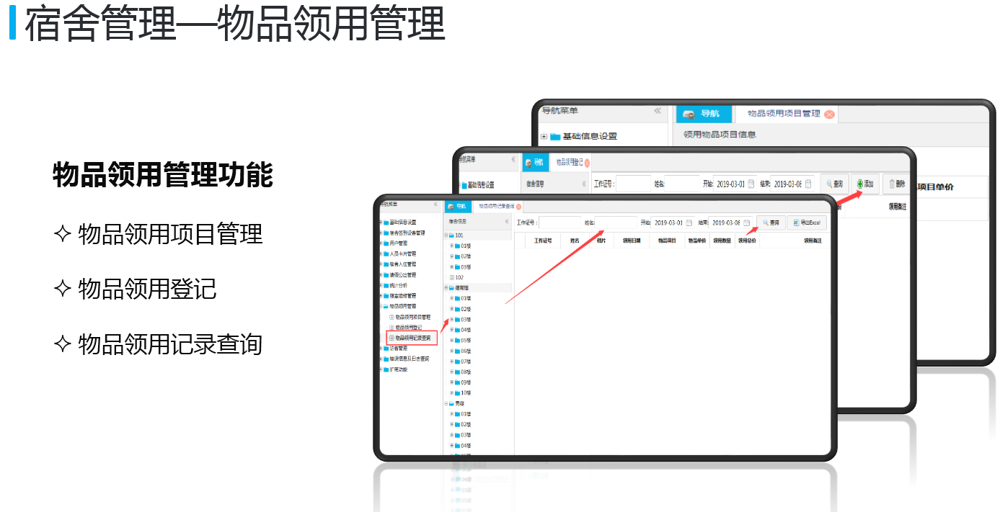 宿舍管理—物品领用管理
物品领用管理功能
✧ 物品领用项目管理
✧ 物品领用登记
✧ 物品领用记录查询
导航菜单
导航
物品领用项目管理
基础信息设置
领用物品项目信息
项目单价
导航菜单
导航
物品领用登记
基础信息设置
宿舍信息
工作证号:
姓名:
开始: 2019-03-01
结束: 2019-03-08
查询
添加
删除
领用备注
导航菜单
导航
物品领用记录查询
基础信息设置
宿舍签到设备管理
用户管理
人员卡片管理
宿舍入住管理
请假公出管理
统计分析
寝室维修管理
物品领用管理
物品领用项目管理
物品领用登记
物品领用记录查询
访客管理
错误信息及日志查询
扩展功能
宿舍信息
101
01楼
02楼
03楼
102
德育楼
01楼
02楼
03楼
04楼
05楼
06楼
07楼
08楼
09楼
10楼
男寝
01楼
02楼
03楼
04楼
工作证号:
姓名:
开始: 2019-03-01
结束: 2019-03-08
查询
导出Excel
工作证号 姓名 相片 领用日期 物品项目 物品单价 领用数量 领用总价 领用备注